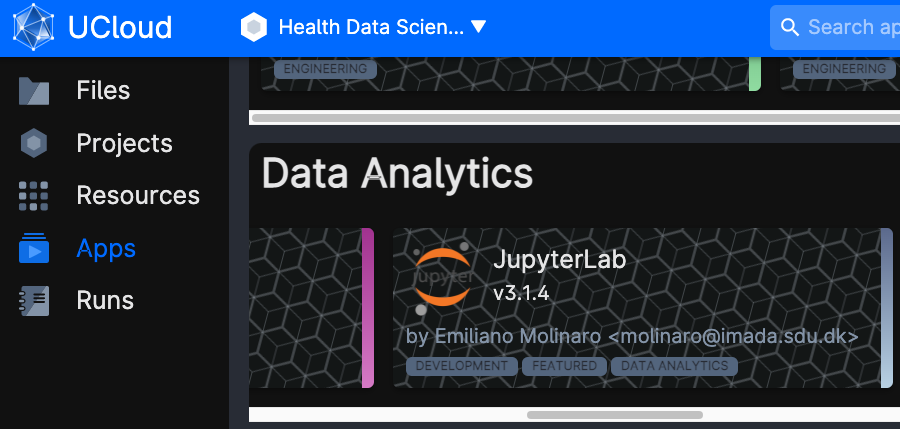 UCloud
Health Data Scien...
Search ap
Files
Projects
Resources
Apps
Runs
ENGINEERING
ENGINEERING
Data Analytics
jupyter
JupyterLab
v3.1.4
by Emiliano Molinaro <molinaro@imada.sdu.dk>
DEVELOPMENT FEATURED DATA ANALYTICS